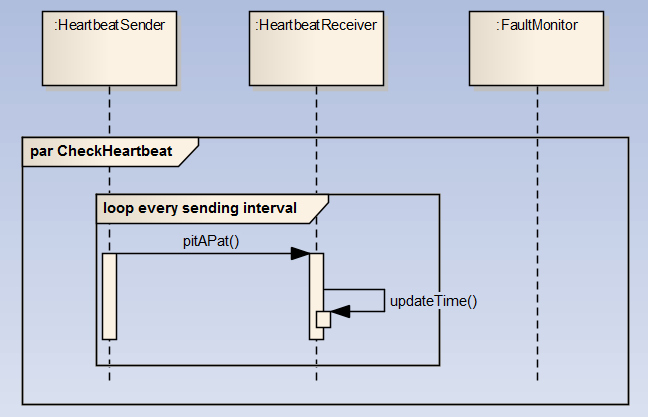 :HeartbeatSender
:HeartbeatReceiver
:FaultMonitor
par CheckHeartbeat
loop every sending interval
pitAPat()
updateTime()